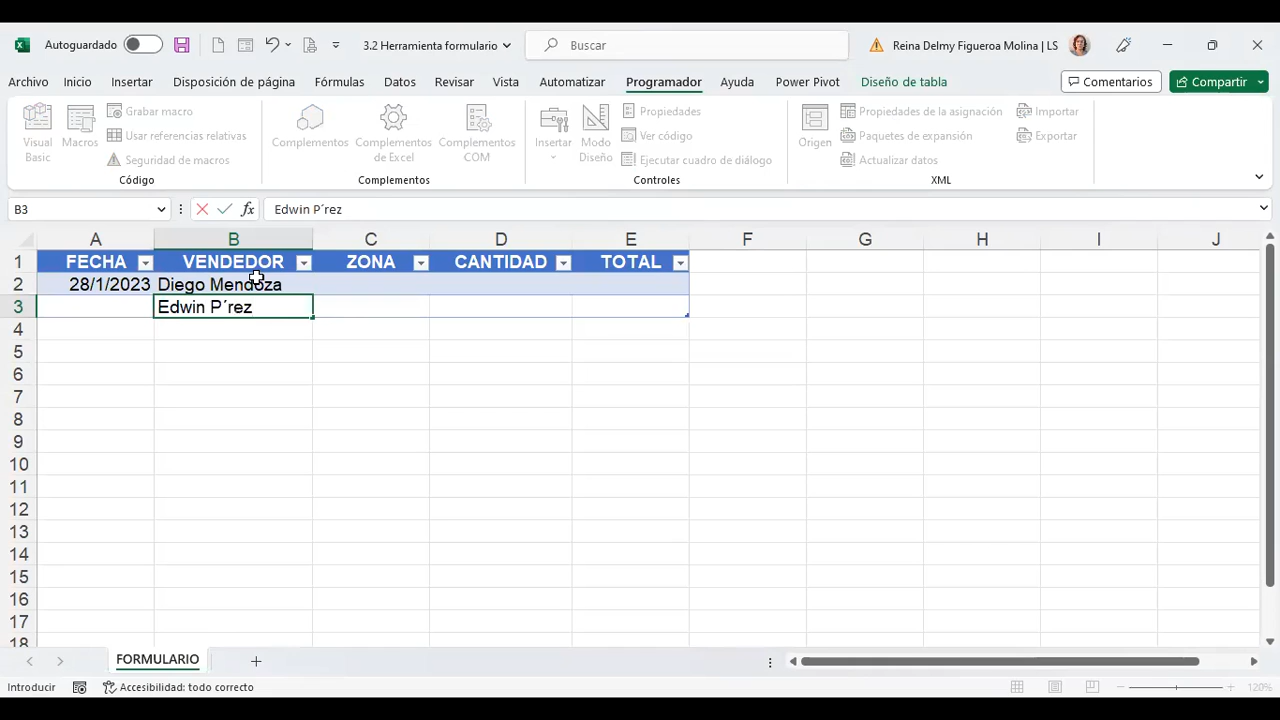 Autoguardado 3.2 Herramienta formulario Buscar Reina Delmy Figueroa Molina | LS
Archivo Inicio Insertar Disposición de página Fórmulas Datos Revisar Vista Automatizar Programador Ayuda Power Pivot Diseño de tabla Comentarios Compartir
Visual Basic
Macros
Grabar macro
Usar referencias relativas
Seguridad de macros
Código
Complementos
Complementos de Excel
Complementos COM
Complementos
Insertar
Modo Diseño
Propiedades
Ver código
Ejecutar cuadro de diálogo
Controles
Origen
Propiedades de la asignación
Paquetes de expansión
Actualizar datos
Importar
Exportar
XML
B3 fx Edwin P´rez
A B C D E F G H I J
1 FECHA VENDEDOR ZONA CANTIDAD TOTAL
2 28/1/2023 Diego Mendoza
3 Edwin P´rez
4
5
6
7
8
9
10
11
12
13
14
15
16
17
18
FORMULARIO
Introducir Accesibilidad: todo correcto 120%